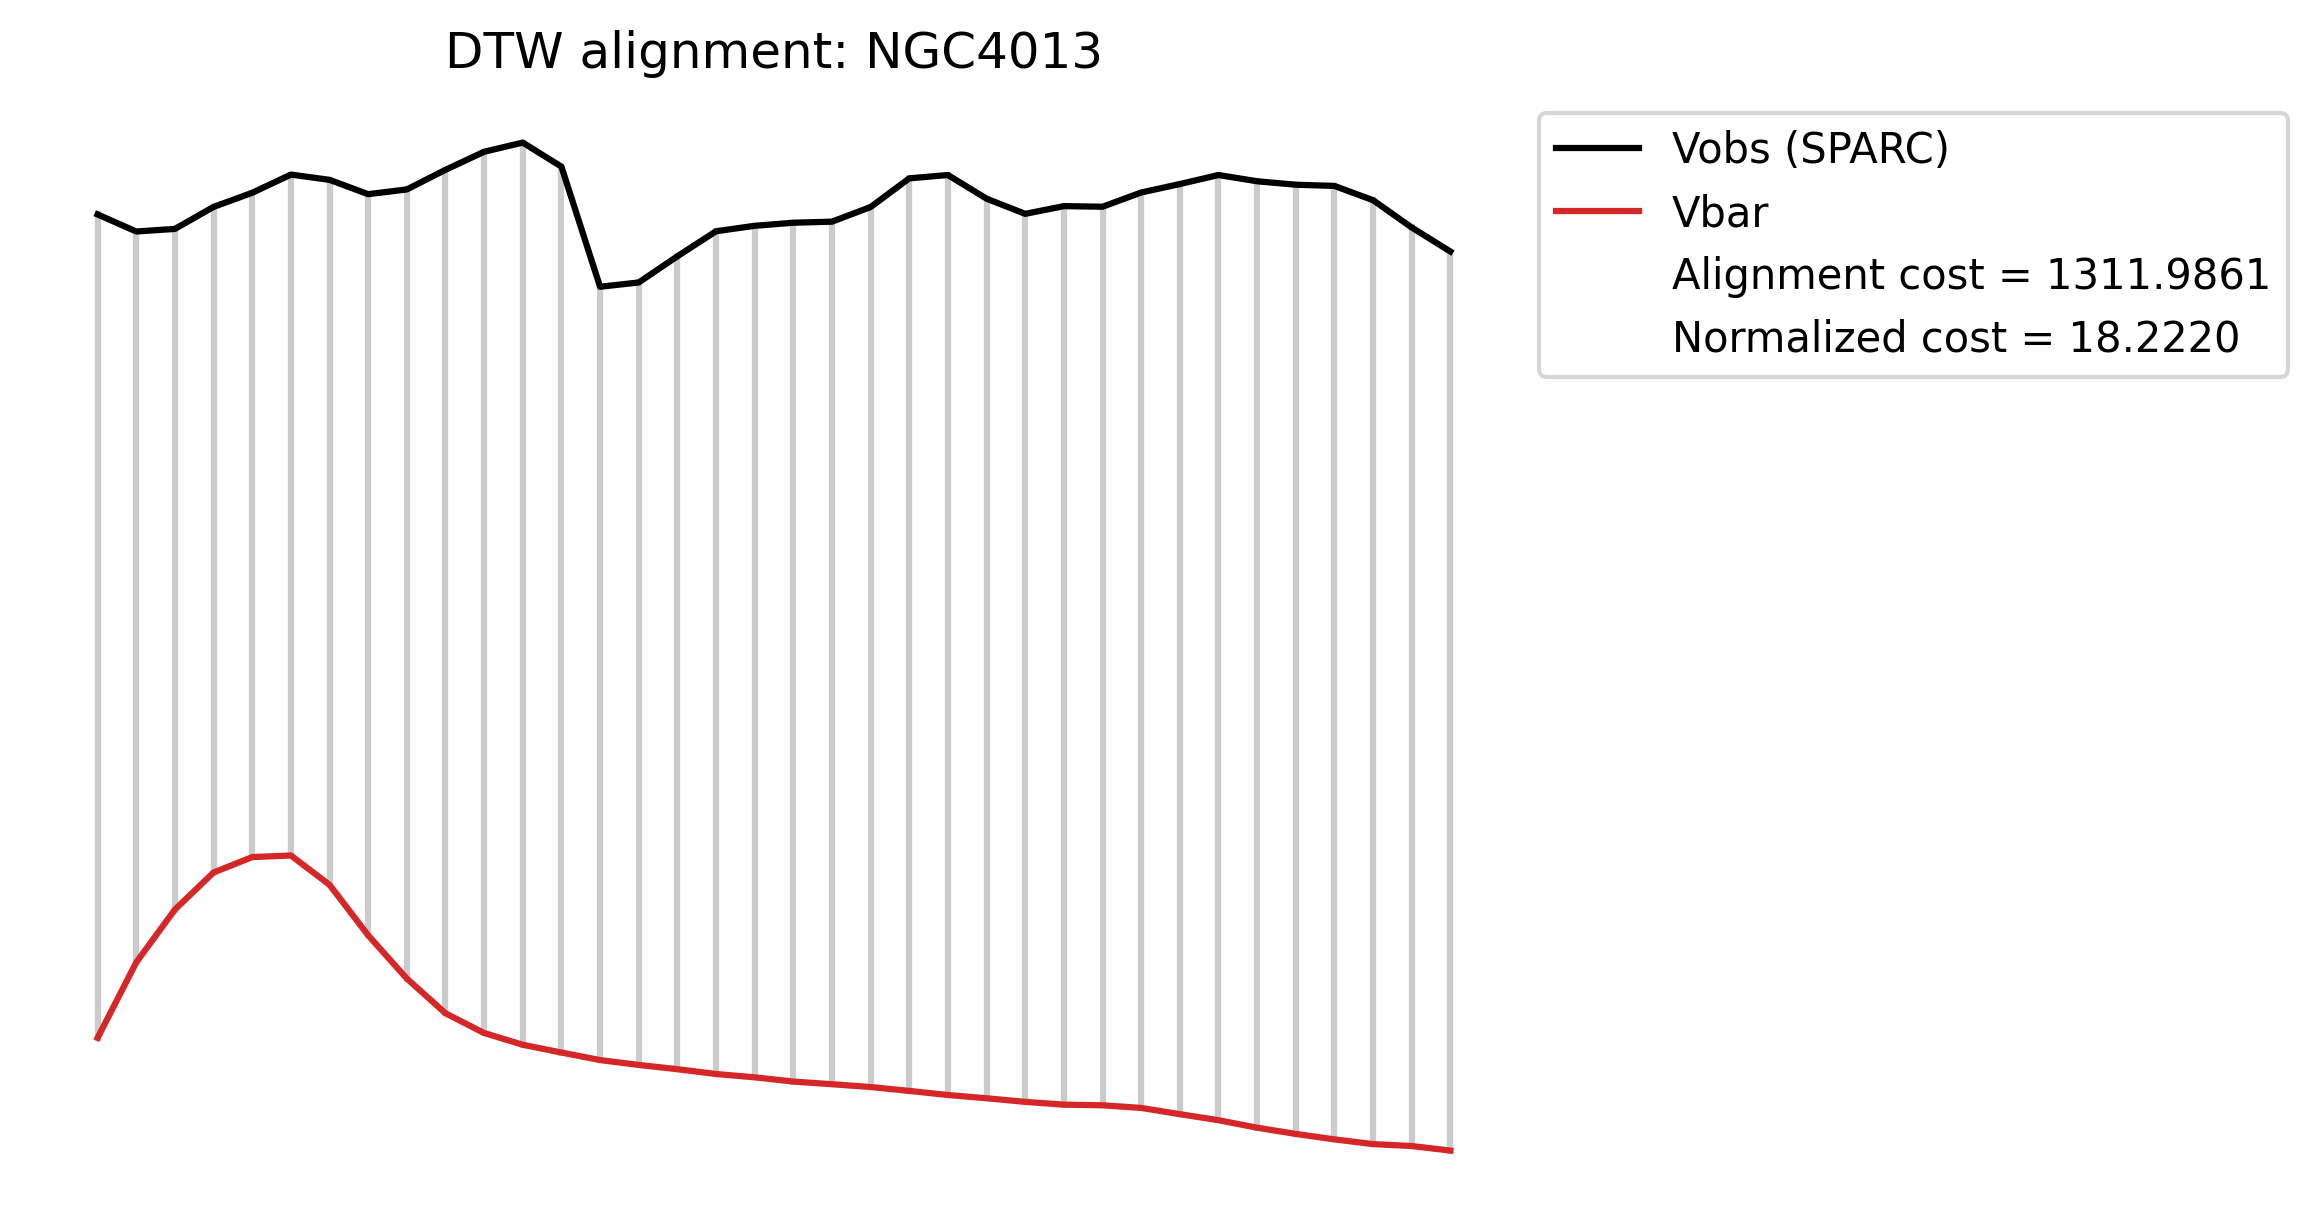 DTW alignment: NGC4013
Vobs (SPARC)
Vbar
Alignment cost = 1311.9861
Normalized cost = 18.2220